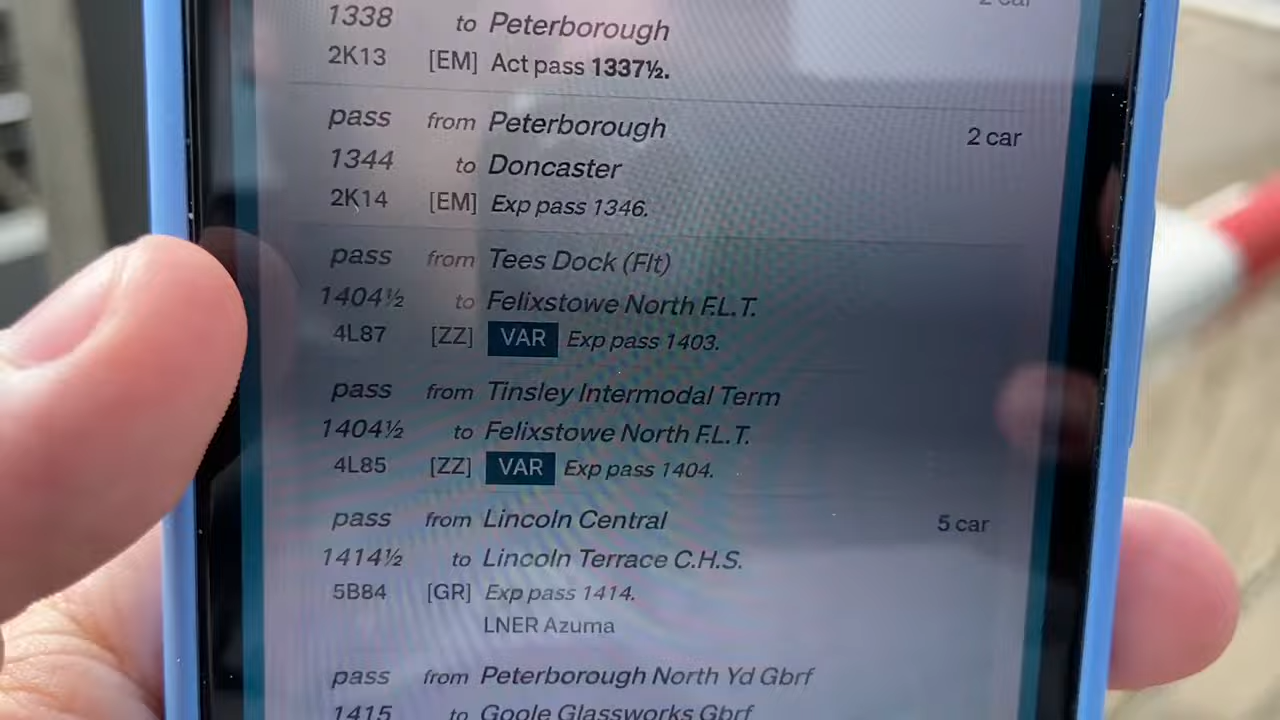 2 car
1338 to Peterborough
2K13 [EM] Act pass 1337½.
pass from Peterborough 2 car
1344 to Doncaster
2K14 [EM] Exp pass 1346.
pass from Tees Dock (Flt)
1404½ to Felixstowe North F.L.T.
4L87 [ZZ] VAR Exp pass 1403.
pass from Tinsley Intermodal Term
1404½ to Felixstowe North F.L.T.
4L85 [ZZ] VAR Exp pass 1404.
pass from Lincoln Central 5 car
1414½ to Lincoln Terrace C.H.S.
5B84 [GR] Exp pass 1414.
LNER Azuma
pass from Peterborough North Yd Gbrf
1415 to Goole Glassworks Gbrf